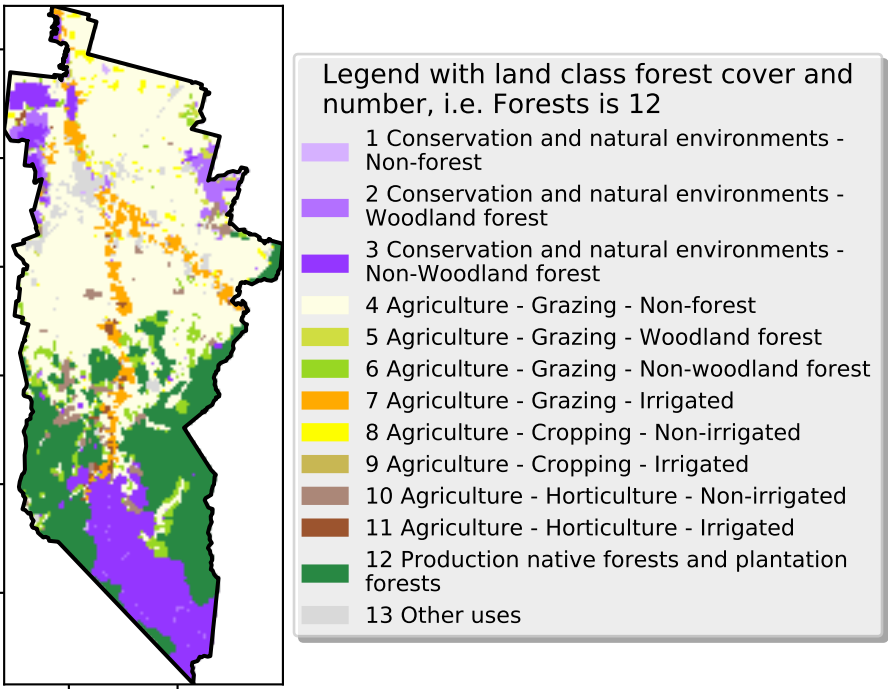 Legend with land class forest cover and
number, i.e. Forests is 12
1 Conservation and natural environments -
Non-forest
2 Conservation and natural environments -
Woodland forest
3 Conservation and natural environments -
Non-Woodland forest
4 Agriculture - Grazing - Non-forest
5 Agriculture - Grazing - Woodland forest
6 Agriculture - Grazing - Non-woodland forest
7 Agriculture - Grazing - Irrigated
8 Agriculture - Cropping - Non-irrigated
9 Agriculture - Cropping - Irrigated
10 Agriculture - Horticulture - Non-irrigated
11 Agriculture - Horticulture - Irrigated
12 Production native forests and plantation
forests
13 Other uses